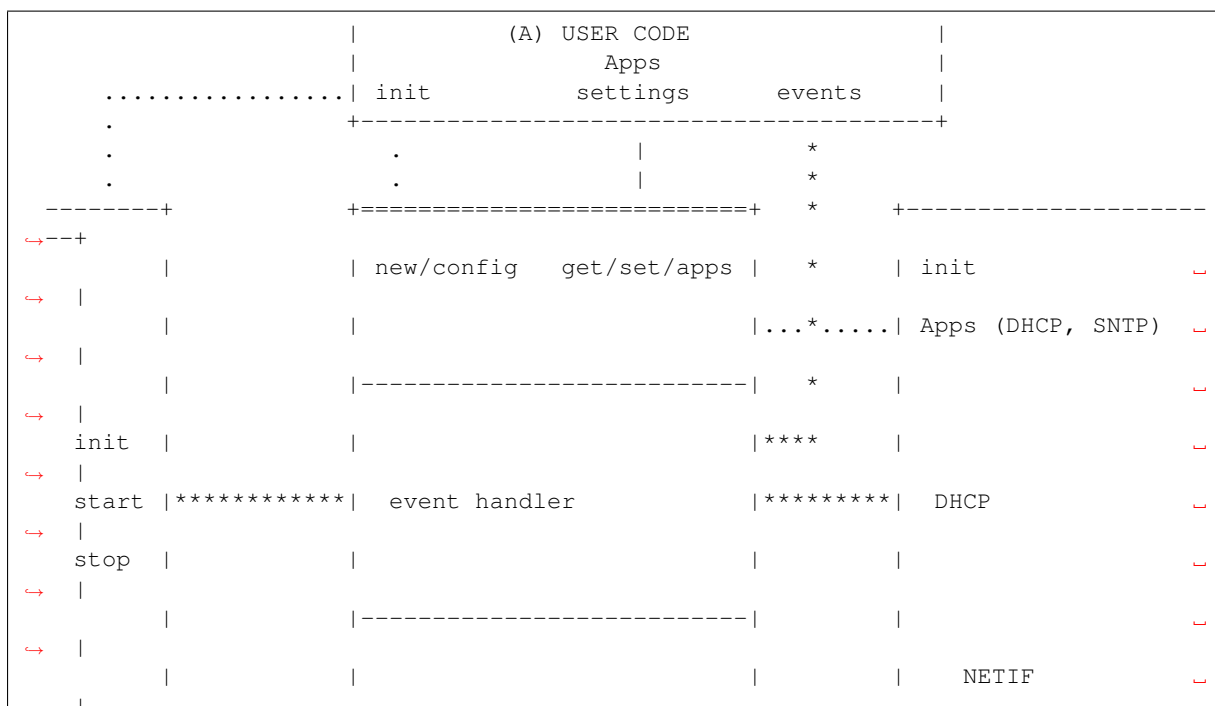 |          (A) USER CODE                 |
|                 Apps                   |
.................| init          settings      events     |
.                +----------------------------------------+
.                   .                |           *
.                   .                |           *
--------+            +===========================+   *     +---------------------
↪--+
|            | new/config   get/set/apps |   *     | init ␣
↪  |
|            |                           |...*.....| Apps (DHCP, SNTP) ␣
↪  |
|            |---------------------------|   *     | ␣
↪  |
init  |            |                           |****     | ␣
↪  |
start |************|  event handler            |*********|  DHCP ␣
↪  |
stop  |            |                           |         | ␣
↪  |
|            |---------------------------|         | ␣
↪  |
|            |                           |         |    NETIF ␣
|